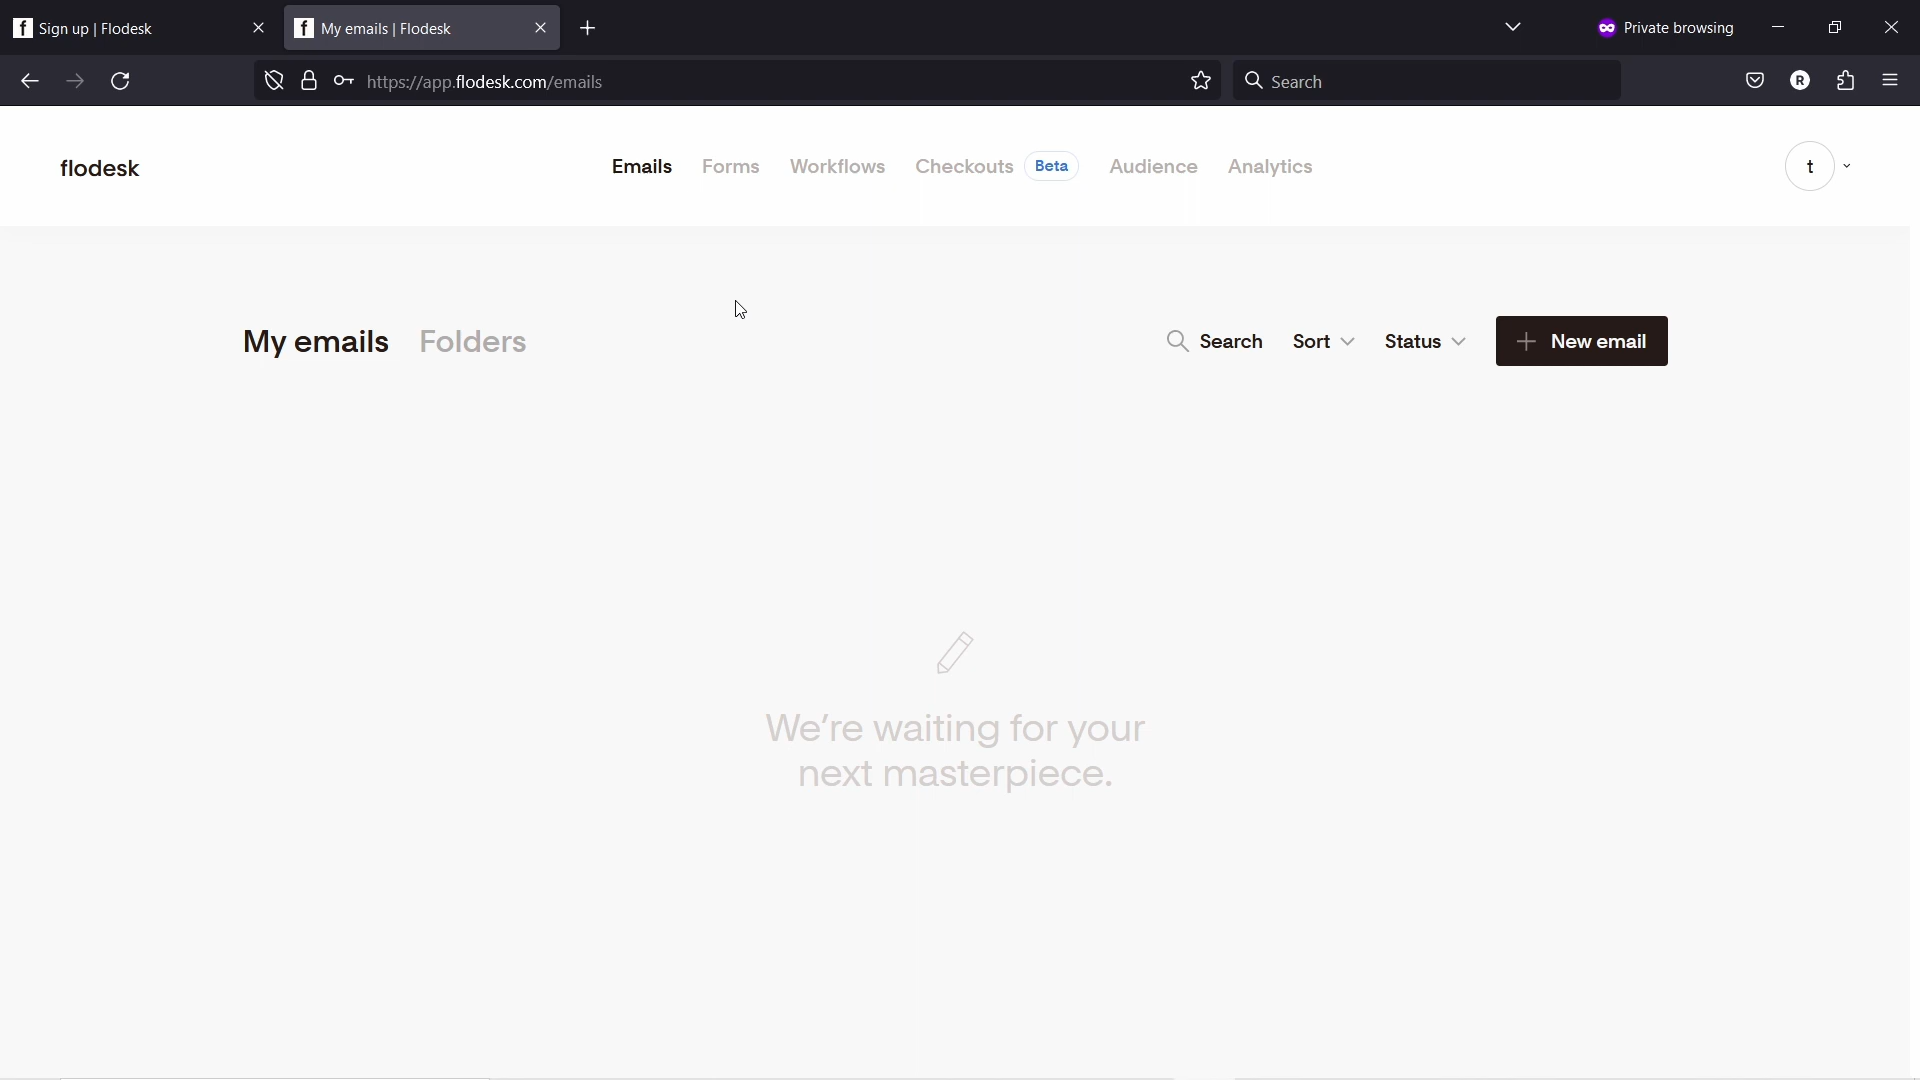 Sign up | Flodesk
My emails | Flodesk
Private browsing
https://app.flodesk.com/emails
Search
R
flodesk
Emails
Forms
Workflows
Checkouts
Beta
Audience
Analytics
t
My emails
Folders
Search
Sort
Status
New email
We're waiting for your
next masterpiece.